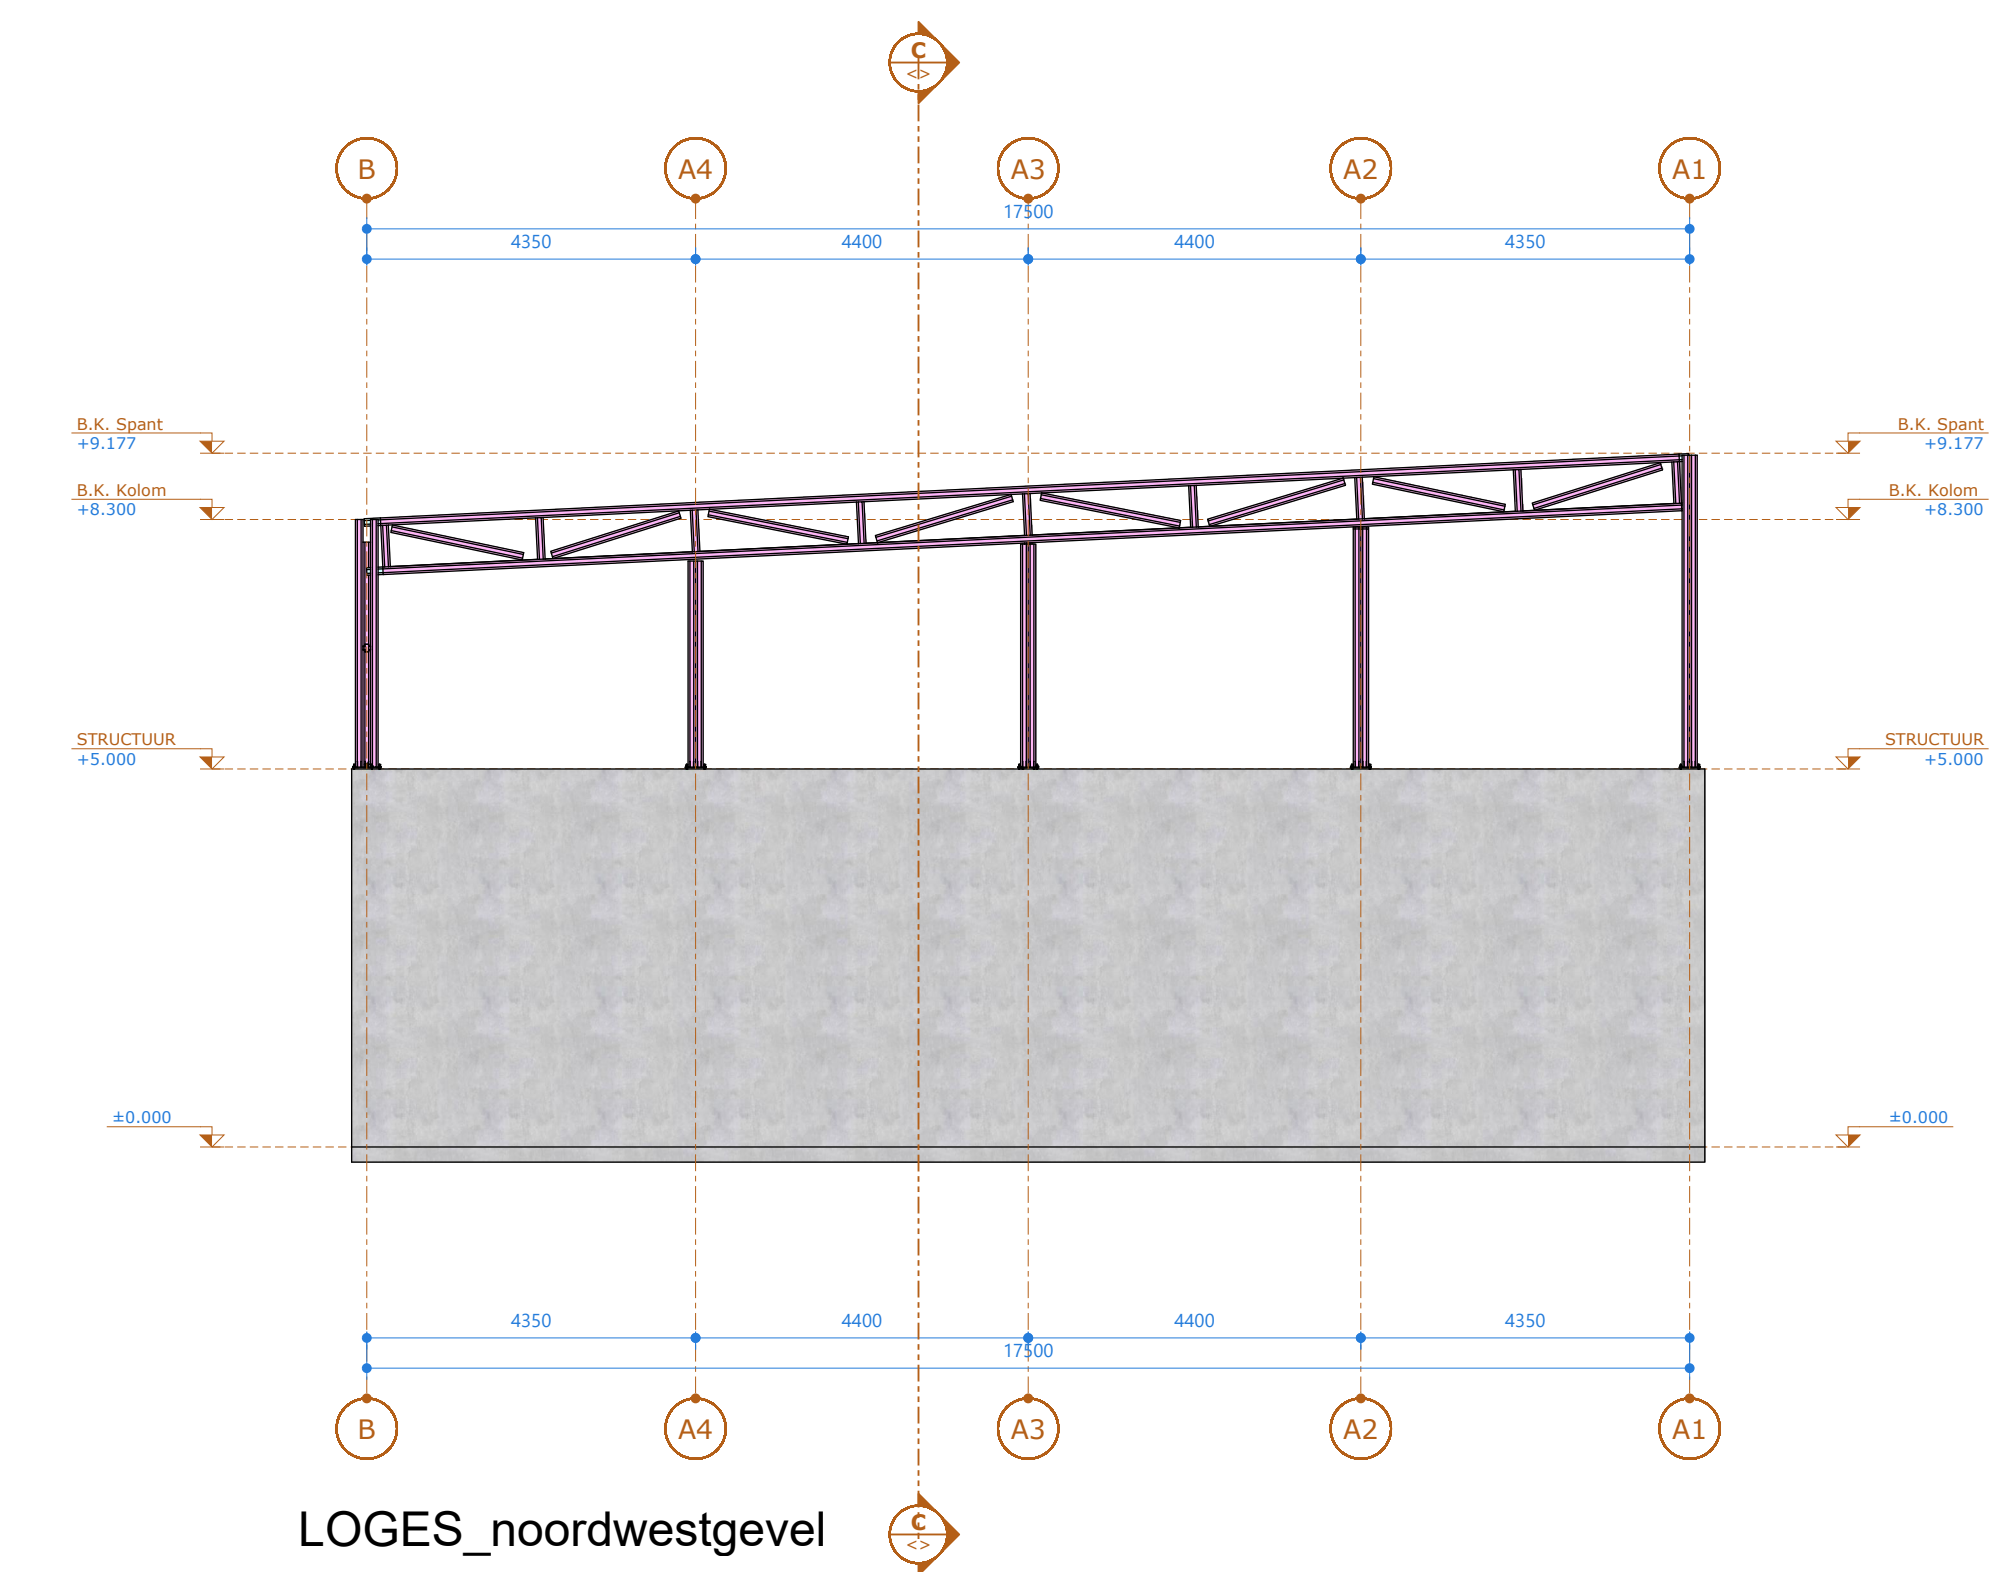 C
<>
B A4 A3 A2 A1
17500
4350 4400 4400 4350
B.K. Spant B.K. Spant
+9.177 +9.177
B.K. Kolom B.K. Kolom
+8.300 +8.300
STRUCTUUR STRUCTUUR
+5.000 +5.000
±0.000 ±0.000
4350 4400 4400 4350
17500
B A4 A3 A2 A1
LOGES_noordwestgevel
C
<>